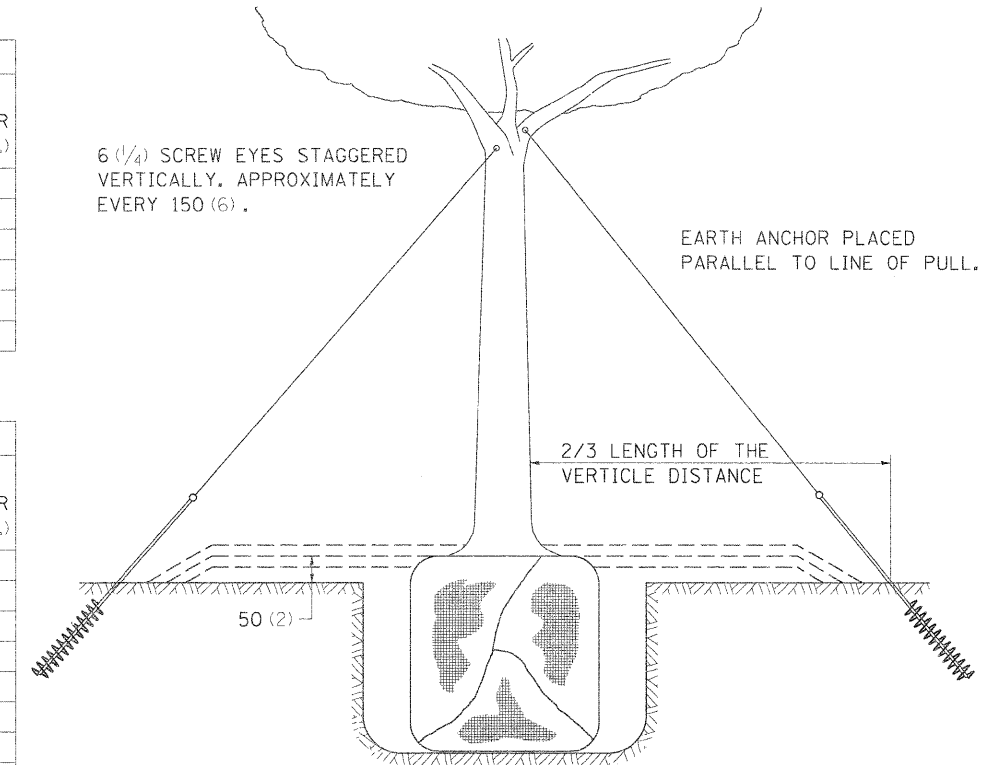 R
)
6 (1/4) SCREW EYES STAGGERED
VERTICALLY. APPROXIMATELY
EVERY 150 (6).
EARTH ANCHOR PLACED
PARALLEL TO LINE OF PULL.
2/3 LENGTH OF THE
VERTICLE DISTANCE
R
)
50 (2)